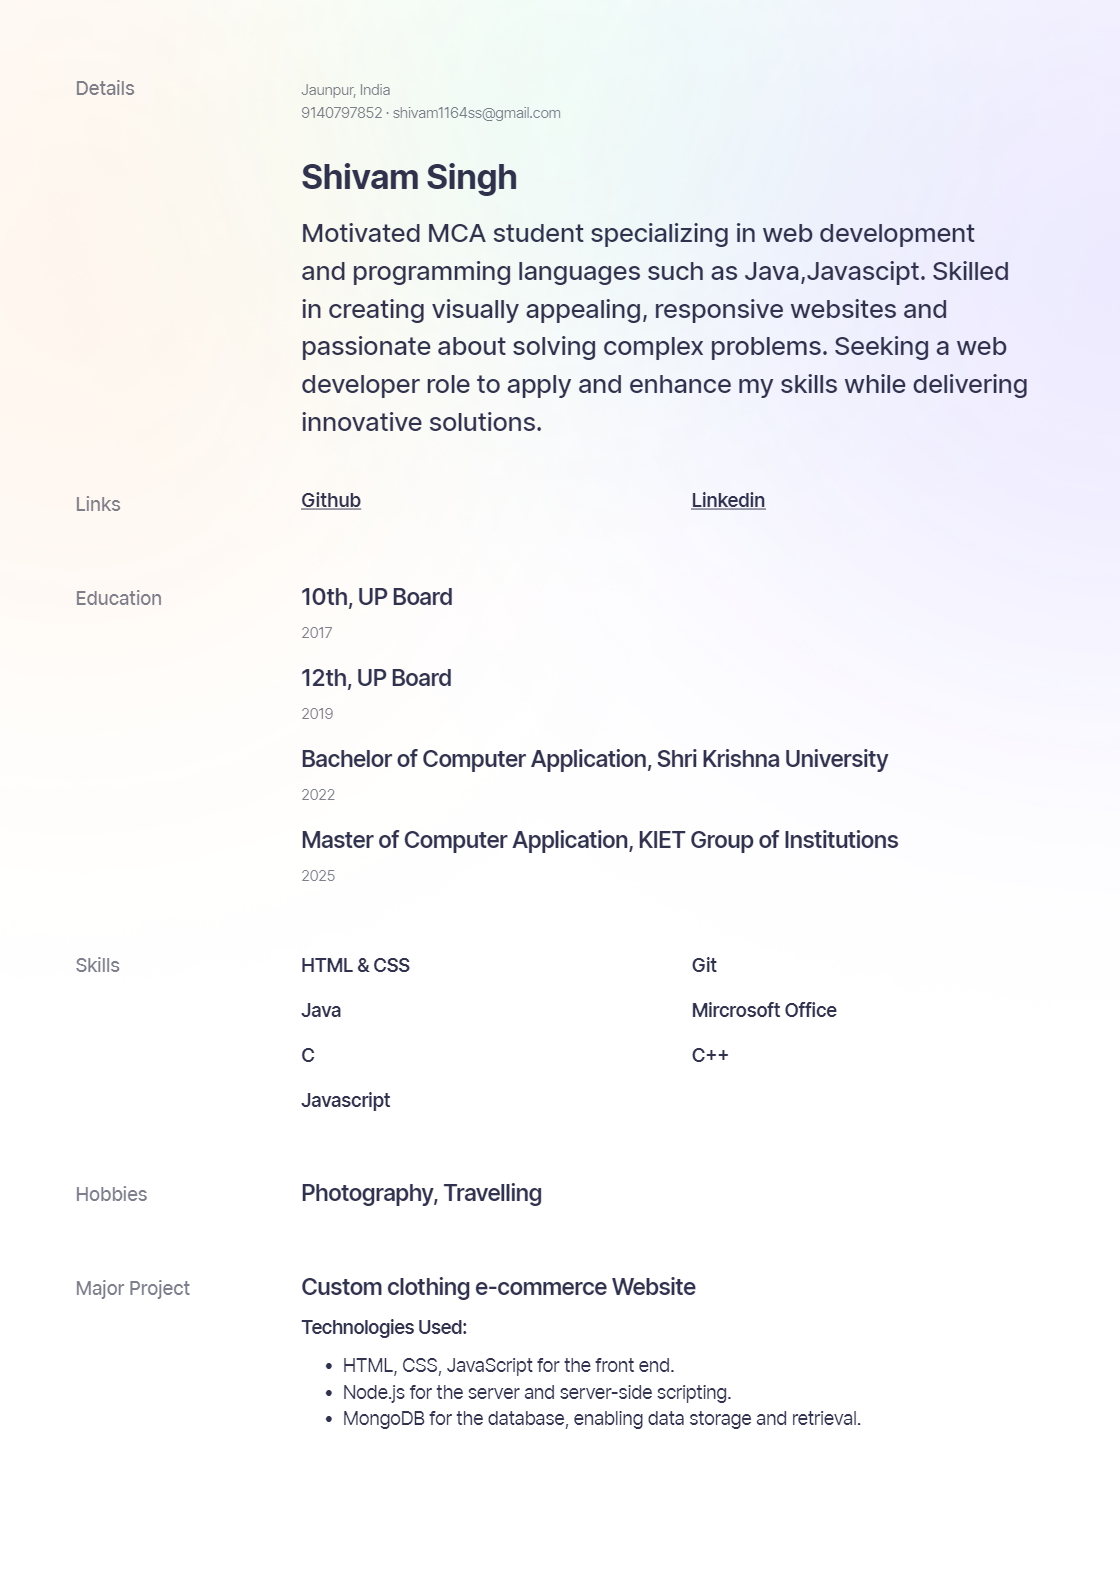 Details
Jaunpur, India
9140797852 · shivam1164ss@gmail.com
Shivam Singh
Motivated MCA student specializing in web development
and programming languages such as Java,Javascipt. Skilled
in creating visually appealing, responsive websites and
passionate about solving complex problems. Seeking a web
developer role to apply and enhance my skills while delivering
innovative solutions.
Links
Github
Linkedin
Education
10th, UP Board
2017
12th, UP Board
2019
Bachelor of Computer Application, Shri Krishna University
2022
Master of Computer Application, KIET Group of Institutions
2025
Skills
HTML & CSS
Git
Java
Mircrosoft Office
C
C++
Javascript
Hobbies
Photography, Travelling
Major Project
Custom clothing e-commerce Website
Technologies Used:
• HTML, CSS, JavaScript for the front end.
• Node.js for the server and server-side scripting.
• MongoDB for the database, enabling data storage and retrieval.